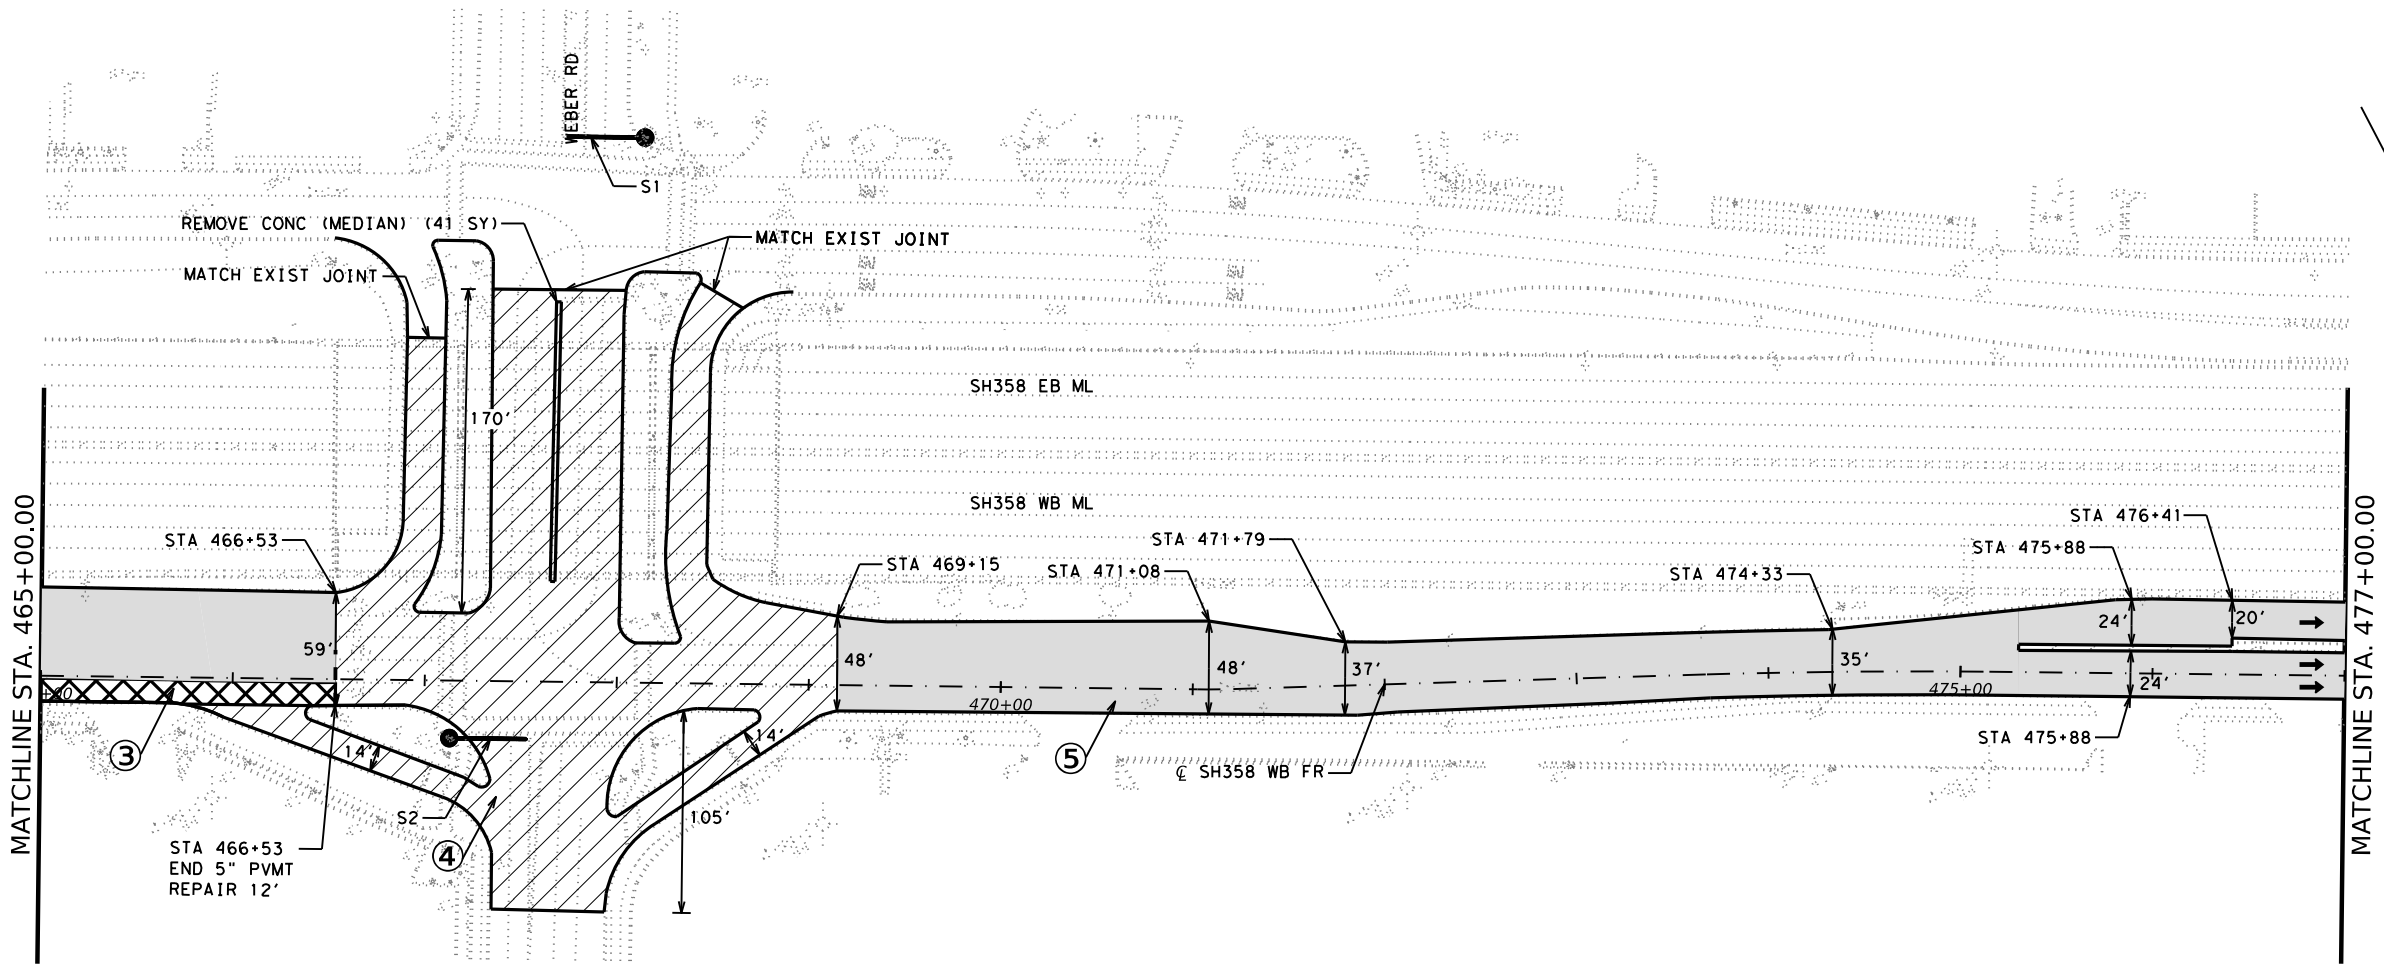 WEBER RD
S1
REMOVE CONC (MEDIAN) (41 SY)
MATCH EXIST JOINT
MATCH EXIST JOINT
170'
SH358 EB ML
SH358 WB ML
MATCHLINE STA. 465+00.00
MATCHLINE STA. 477+00.00
STA 466+53
STA 469+15
STA 471+08
STA 471+79
STA 474+33
STA 475+88
STA 476+41
59'
48'
48'
37'
35'
24'
20'
24'
+00
470+00
475+00
3
14'
S2
4
14'
105'
5
℄ SH358 WB FR
STA 475+88
STA 466+53
END 5" PVMT
REPAIR 12'